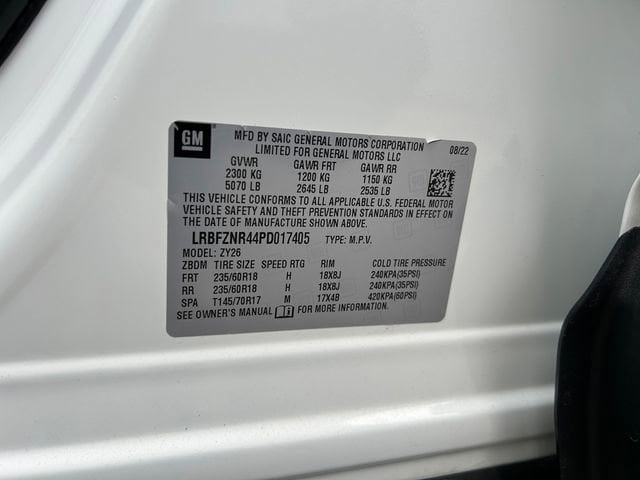 GM
MFD BY SAIC GENERAL MOTORS CORPORATION
LIMITED FOR GENERAL MOTORS LLC
08/22
GVWR GAWR FRT GAWR RR
2300 KG 1200 KG 1150 KG
5070 LB 2645 LB 2535 LB
THIS VEHICLE CONFORMS TO ALL APPLICABLE U.S. FEDERAL MOTOR
VEHICLE SAFETY AND THEFT PREVENTION STANDARDS IN EFFECT ON
THE DATE OF MANUFACTURE SHOWN ABOVE.
LRBFZNR44PD017405 TYPE: M.P.V.
MODEL: ZY26
ZBDM TIRE SIZE SPEED RTG RIM COLD TIRE PRESSURE
FRT 235/60R18 H 18X8J 240KPA(35PSI)
RR 235/60R18 H 18X8J 240KPA(35PSI)
SPA T145/70R17 M 17X4B 420KPA(60PSI)
SEE OWNER'S MANUAL FOR MORE INFORMATION.